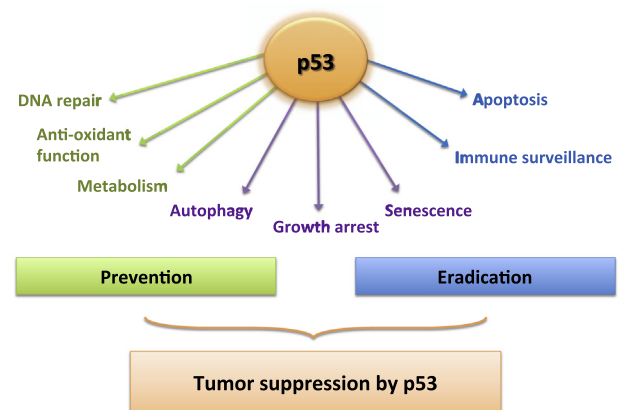 p53
DNA repair
Anti-oxidant
function
Metabolism
Autophagy
Growth arrest
Senescence
Immune surveillance
Apoptosis
Prevention
Eradication
Tumor suppression by p53